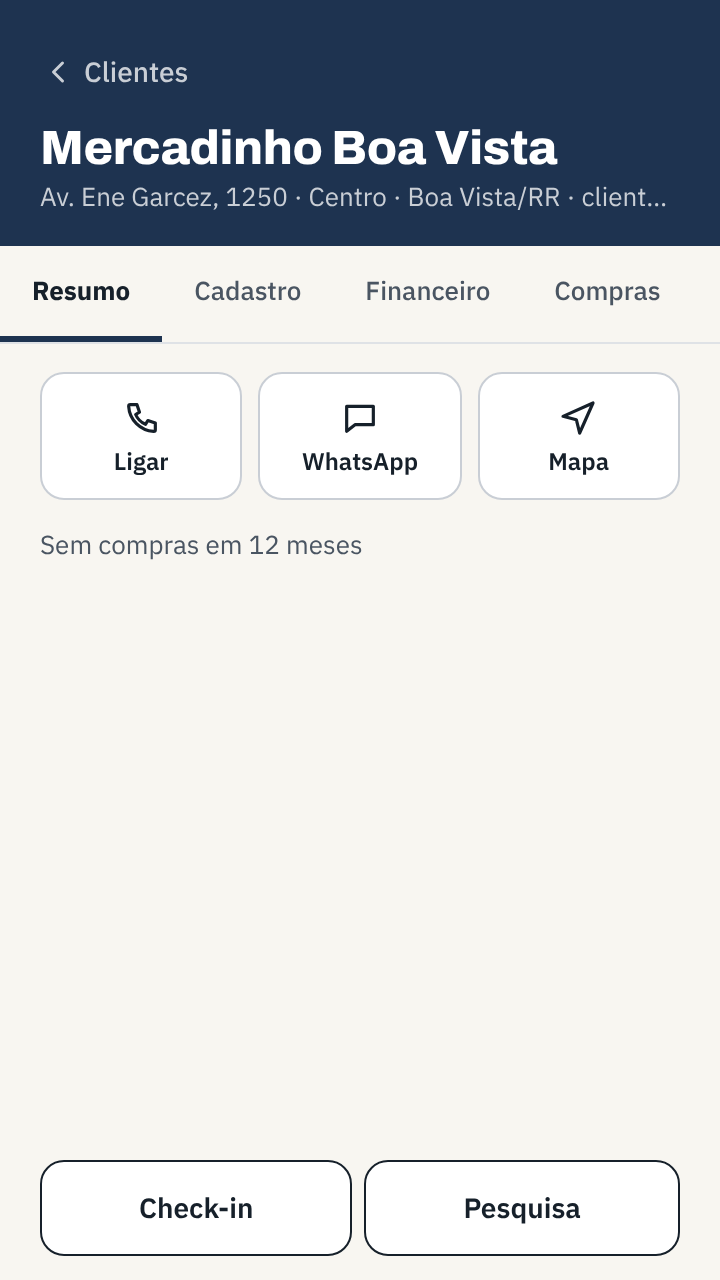 Clientes
Mercadinho Boa Vista
Av. Ene Garcez, 1250 · Centro · Boa Vista/RR · client...
Resumo Cadastro Financeiro Compras
Ligar WhatsApp Mapa
Sem compras em 12 meses
Check-in Pesquisa